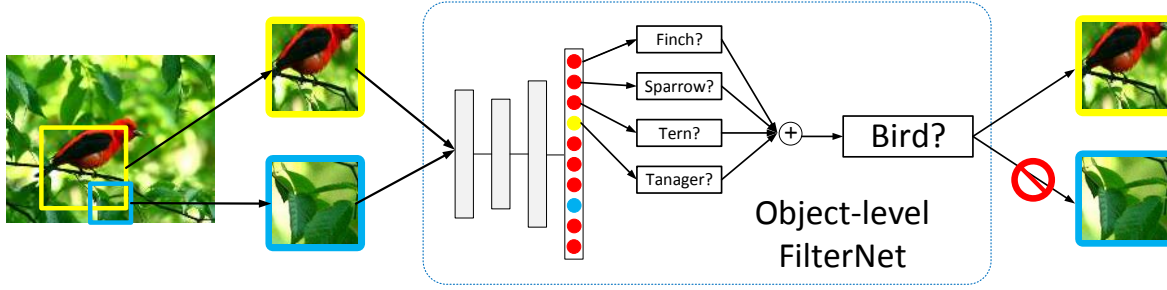 Finch?
Sparrow?
Tern?
Tanager?
+
Bird?
Object-level
FilterNet